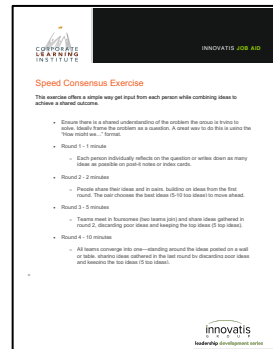 CORPORATE
LEARNING
INSTITUTE
INNOVATIS JOB AID
Speed Consensus Exercise
This exercise offers a simple way get input from each person while combining ideas to
achieve a shared outcome.
• Ensure there is a shared understanding of the problem the group is trying to
solve. Ideally frame the problem as a question. A great way to do this is using the
"How might we…" format.
• Round 1 - 1 minute
– Each person individually reflects on the question or writes down as many
ideas as possible on post-it notes or index cards.
• Round 2 - 2 minutes
– People share their ideas and in pairs, building on ideas from the first
round. The pair chooses the best ideas (5-10 top ideas) to move ahead.
• Round 3 - 5 minutes
– Teams meet in foursomes (two teams join) and share ideas gathered in
round 2, discarding poor ideas and keeping the top ideas (5 top ideas).
• Round 4 - 10 minutes
– All teams converge into one—standing around the ideas posted on a wall
or table, sharing ideas gathered in the last round by discarding poor ideas
and keeping the top ideas (5 top ideas).
innovatis
GROUP
leadership development series